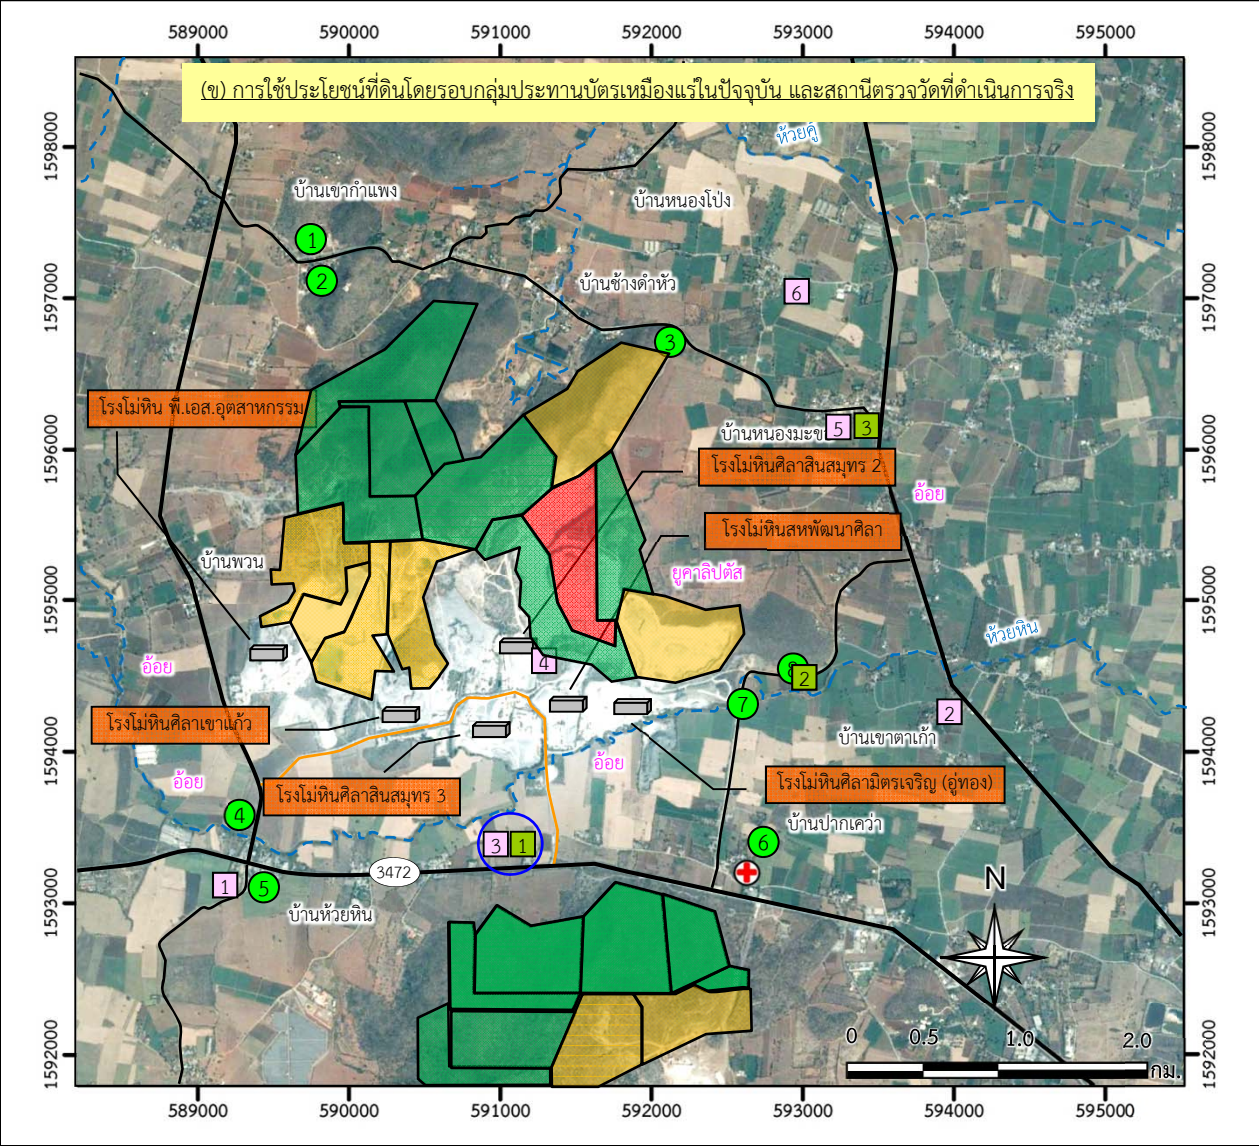 589000 590000 591000 592000 593000 594000 595000
(ข) การใช้ประโยชน์ที่ดินโดยรอบกลุ่มประทานบัตรเหมืองแร่ในปัจจุบัน และสถานีตรวจวัดที่ดำเนินการจริง
1598000
1598000
ห้วยคู้
บ้านเขากำแพง
บ้านหนองโป่ง
1
2
บ้านช้างดำหัว
6
1597000
1597000
3
โรงโม่หิน พี.เอส.อุตสาหกรรม
บ้านหนองมะขา
5
3
1596000
1596000
โรงโม่หินศิลาสินสมุทร 2
อ้อย
โรงโม่หินสหพัฒนาศิลา
บ้านพวน
ยูคาลิปตัส
1595000
1595000
ห้วยหิน
อ้อย
4
8
2
7
2
โรงโม่หินศิลาเขาแก้ว
บ้านเขาตาเก้า
1594000
1594000
อ้อย
อ้อย
โรงโม่หินศิลาสินสมุทร 3
โรงโม่หินศิลามิตรเจริญ (อู่ทอง)
4
บ้านปากเคว่า
3
1
6
3472
1
5
บ้านห้วยหิน
N
1593000
1593000
0 0.5 1.0 2.0
กม.
1592000
1592000
589000 590000 591000 592000 593000 594000 595000